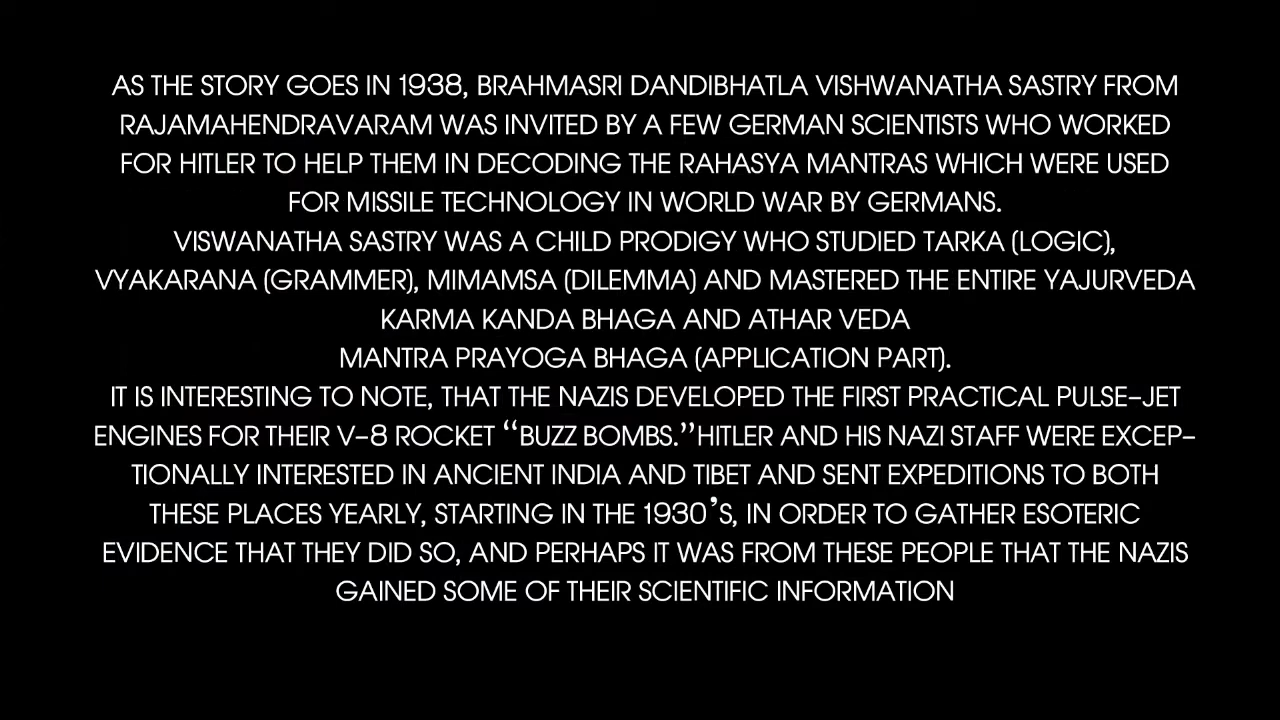 AS THE STORY GOES IN 1938, BRAHMASRI DANDIBHATLA VISHWANATHA SASTRY FROM
RAJAMAHENDRAVARAM WAS INVITED BY A FEW GERMAN SCIENTISTS WHO WORKED
FOR HITLER TO HELP THEM IN DECODING THE RAHASYA MANTRAS WHICH WERE USED
FOR MISSILE TECHNOLOGY IN WORLD WAR BY GERMANS.
VISWANATHA SASTRY WAS A CHILD PRODIGY WHO STUDIED TARKA (LOGIC),
VYAKARANA (GRAMMER), MIMAMSA (DILEMMA) AND MASTERED THE ENTIRE YAJURVEDA
KARMA KANDA BHAGA AND ATHAR VEDA
MANTRA PRAYOGA BHAGA (APPLICATION PART).
IT IS INTERESTING TO NOTE, THAT THE NAZIS DEVELOPED THE FIRST PRACTICAL PULSE-JET
ENGINES FOR THEIR V-8 ROCKET “BUZZ BOMBS.”HITLER AND HIS NAZI STAFF WERE EXCEP-
TIONALLY INTERESTED IN ANCIENT INDIA AND TIBET AND SENT EXPEDITIONS TO BOTH
THESE PLACES YEARLY, STARTING IN THE 1930’S, IN ORDER TO GATHER ESOTERIC
EVIDENCE THAT THEY DID SO, AND PERHAPS IT WAS FROM THESE PEOPLE THAT THE NAZIS
GAINED SOME OF THEIR SCIENTIFIC INFORMATION